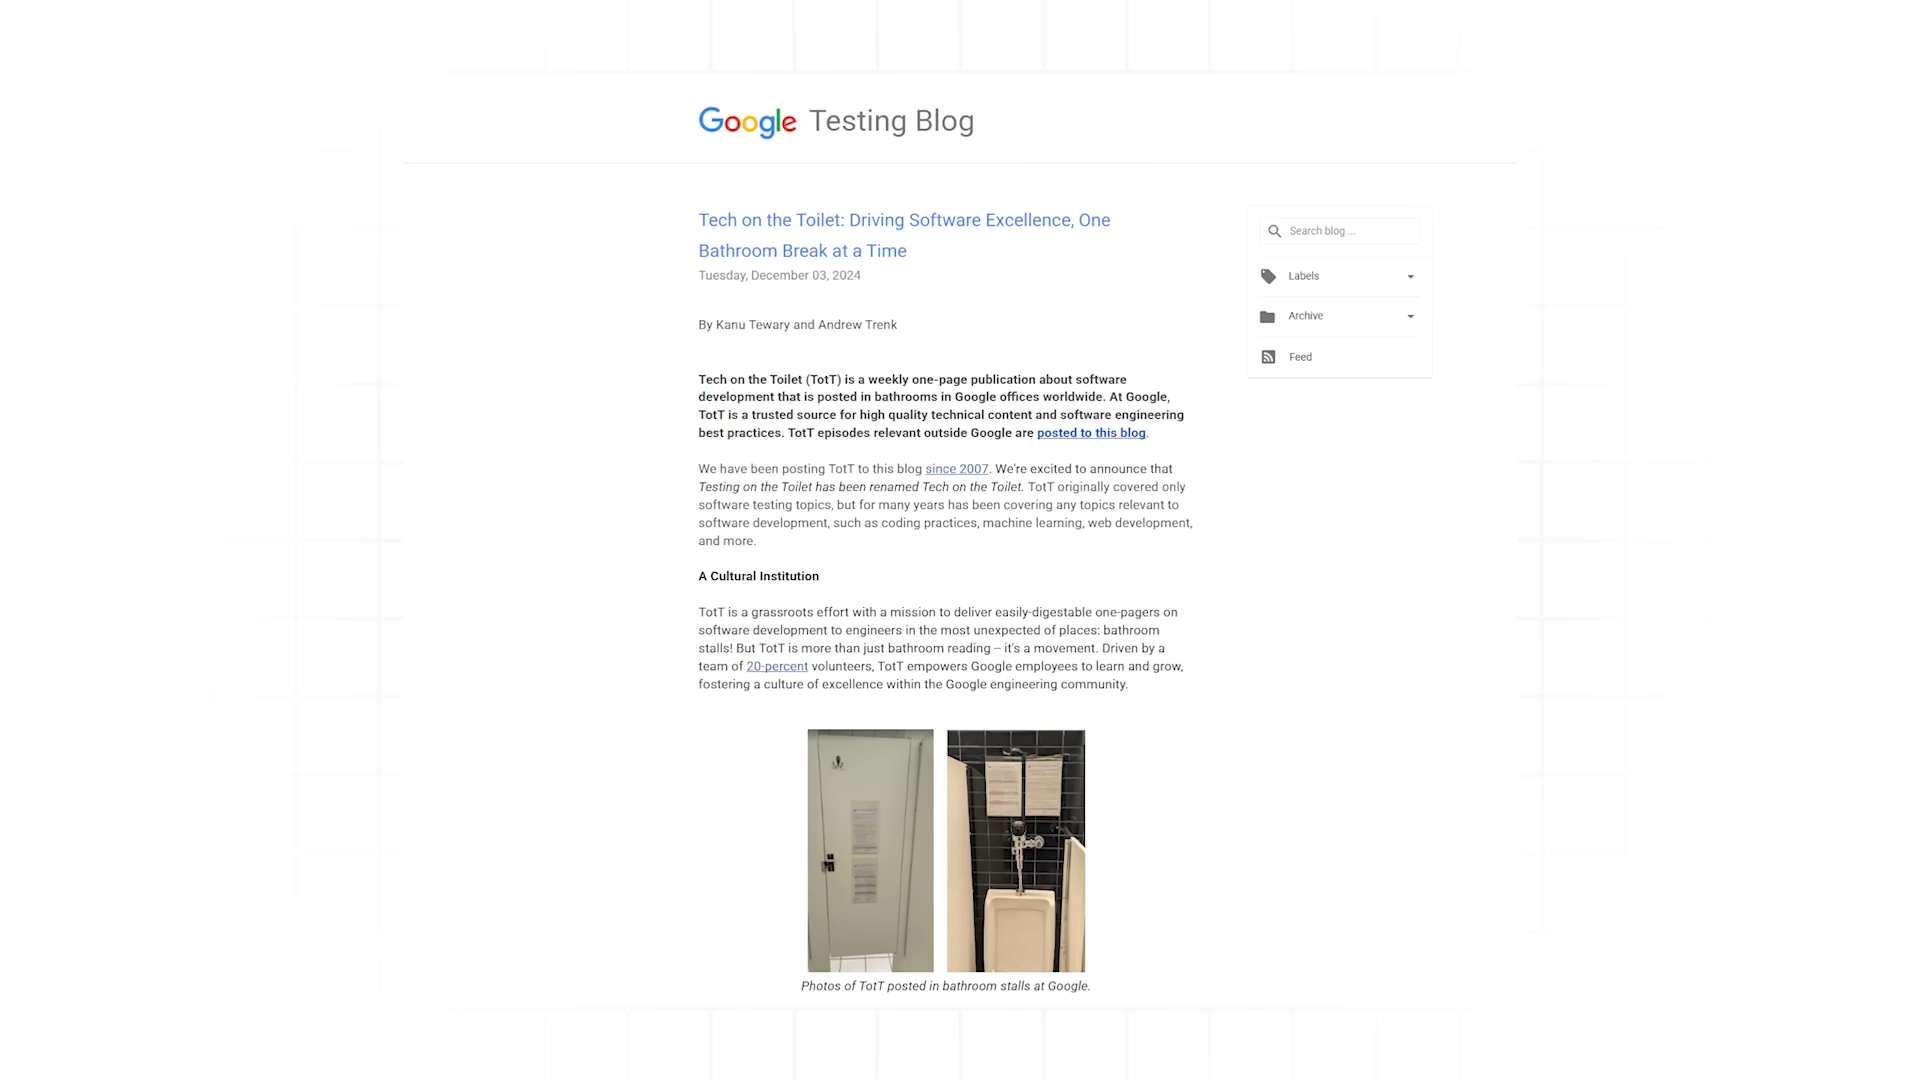 Google Testing Blog
Tech on the Toilet: Driving Software Excellence, One
Bathroom Break at a Time
Tuesday, December 03, 2024
By Kanu Tewary and Andrew Trenk
Tech on the Toilet (TotT) is a weekly one-page publication about software
development that is posted in bathrooms in Google offices worldwide. At Google,
TotT is a trusted source for high quality technical content and software engineering
best practices. TotT episodes relevant outside Google are posted to this blog.
We have been posting TotT to this blog since 2007. We're excited to announce that
Testing on the Toilet has been renamed Tech on the Toilet. TotT originally covered only
software testing topics, but for many years has been covering any topics relevant to
software development, such as coding practices, machine learning, web development,
and more.
A Cultural Institution
TotT is a grassroots effort with a mission to deliver easily-digestable one-pagers on
software development to engineers in the most unexpected of places: bathroom
stalls! But TotT is more than just bathroom reading – it's a movement. Driven by a
team of 20-percent volunteers, TotT empowers Google employees to learn and grow,
fostering a culture of excellence within the Google engineering community.
Photos of TotT posted in bathroom stalls at Google.
Search blog ...
Labels
Archive
Feed